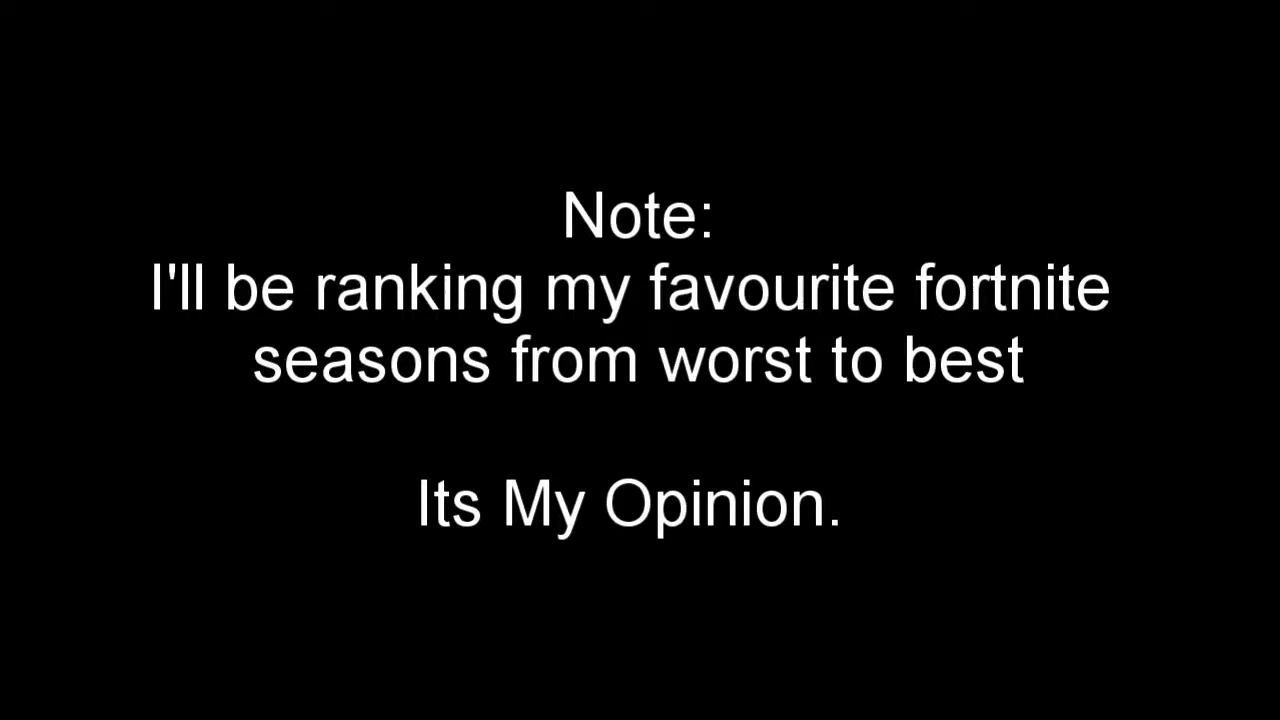 Note:
I'll be ranking my favourite fortnite
seasons from worst to best
Its My Opinion.